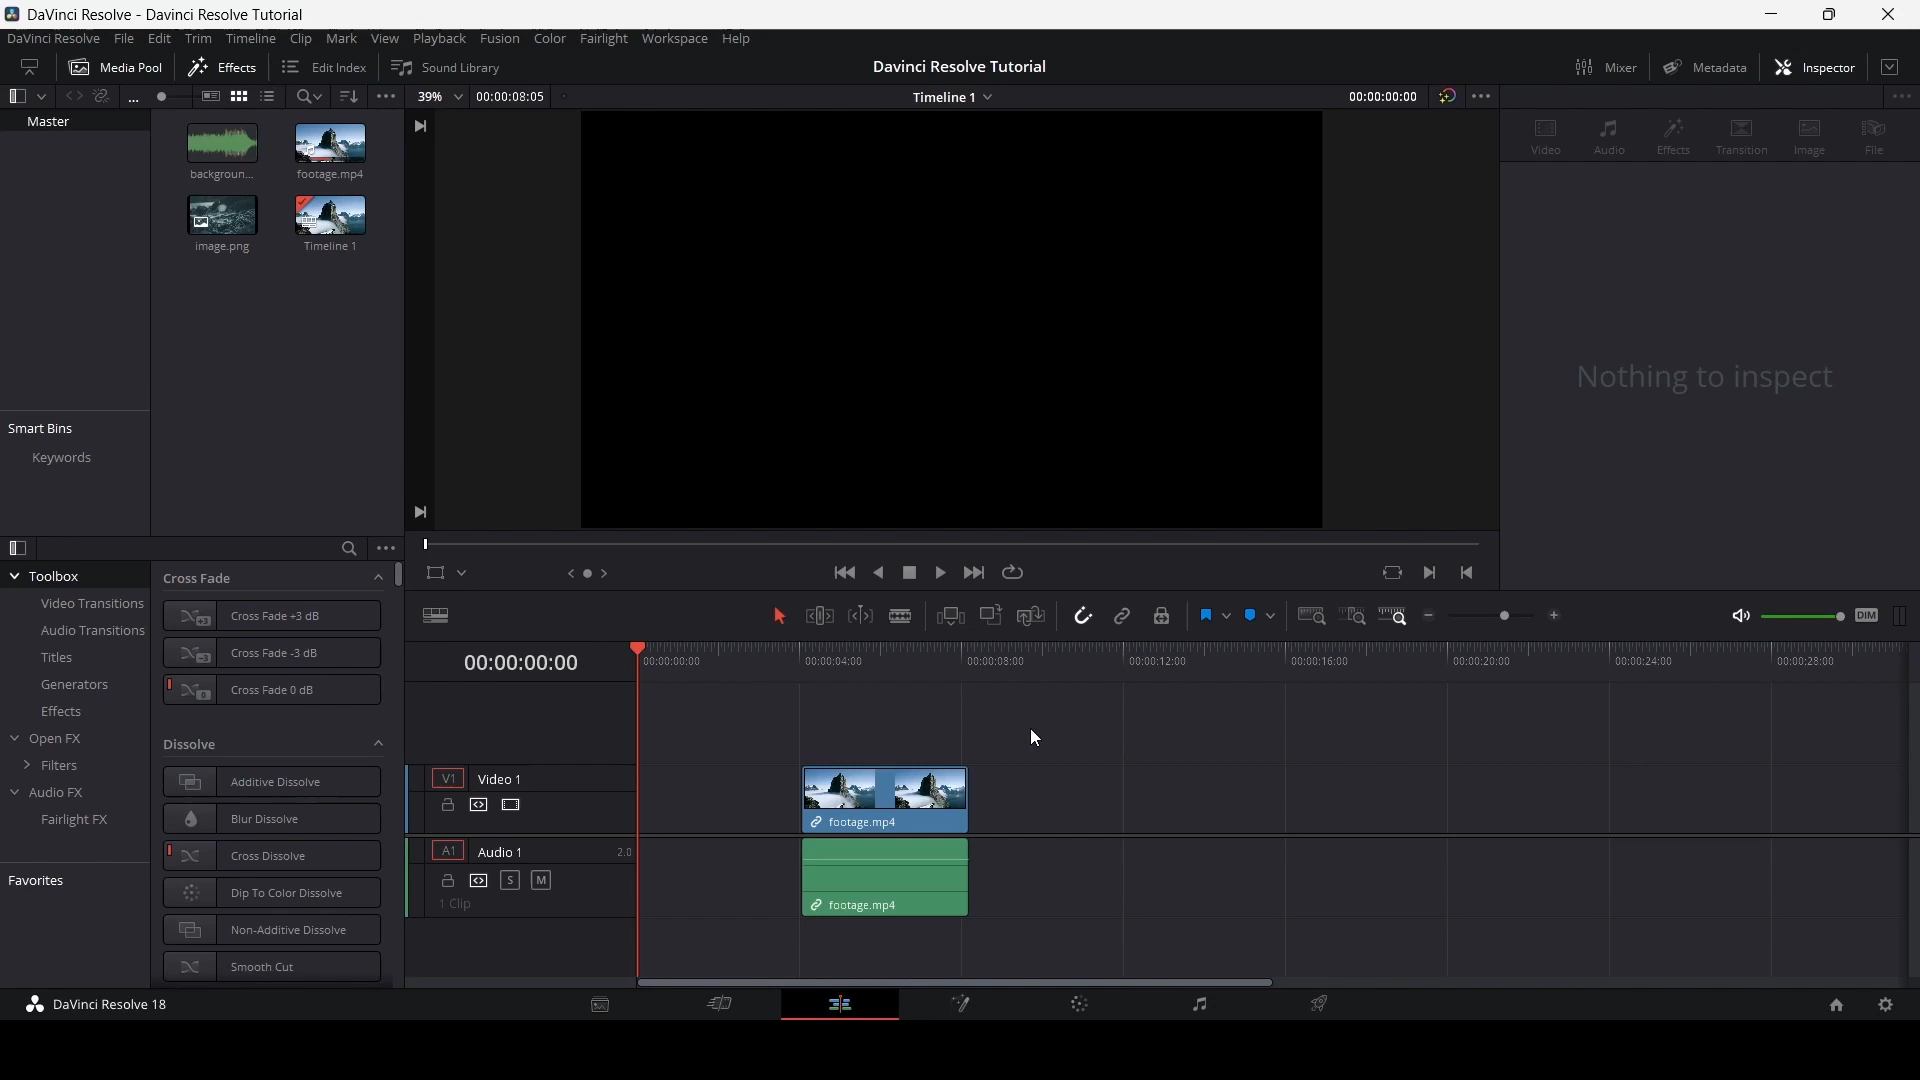 DaVinci Resolve - Davinci Resolve Tutorial
DaVinci Resolve File Edit Trim Timeline Clip Mark View Playback Fusion Color Fairlight Workspace Help
Media Pool Effects Edit Index Sound Library Davinci Resolve Tutorial Mixer Metadata Inspector
... 39% 00:00:08:05 Timeline 1 00:00:00:00
Master
backgroun... footage.mp4
image.png Timeline 1
Video Audio Effects Transition Image File
Nothing to inspect
Smart Bins
Keywords
Toolbox
Video Transitions
Audio Transitions
Titles
Generators
Effects
Open FX
Filters
Audio FX
Fairlight FX
Favorites
Cross Fade
+3 Cross Fade +3 dB
-3 Cross Fade -3 dB
0 Cross Fade 0 dB
Dissolve
Additive Dissolve
Blur Dissolve
Cross Dissolve
Dip To Color Dissolve
Non-Additive Dissolve
Smooth Cut
DIM
00:00:00:00 00:00:00:00 00:00:04:00 00:00:08:00 00:00:12:00 00:00:16:00 00:00:20:00 00:00:24:00 00:00:28:00
V1 Video 1
footage.mp4
A1 Audio 1 2.0
S M
1 Clip
footage.mp4
DaVinci Resolve 18